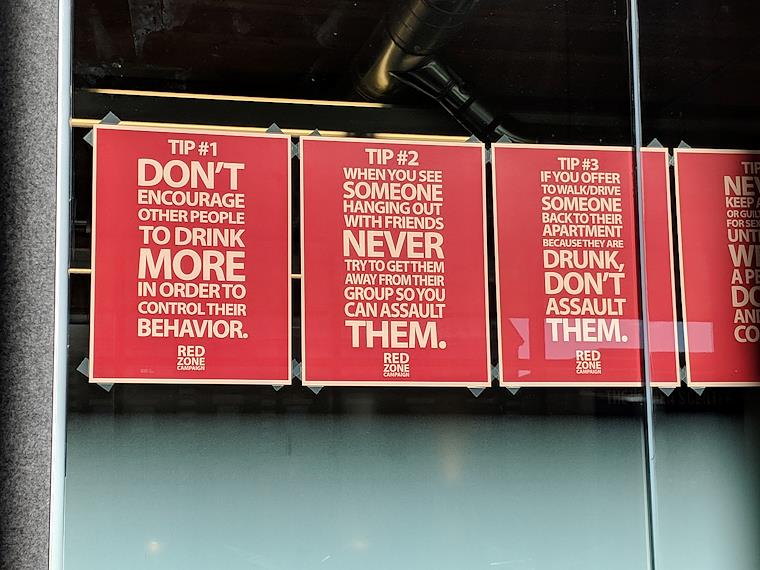 TIP #1
DON'T
ENCOURAGE
OTHER PEOPLE
TO DRINK
MORE
IN ORDER TO
CONTROL THEIR
BEHAVIOR.
RED
ZONE
CAMPAIGN
TIP #2
WHEN YOU SEE
SOMEONE
HANGING OUT
WITH FRIENDS
NEVER
TRY TO GET THEM
AWAY FROM THEIR
GROUP SO YOU
CAN ASSAULT
THEM.
RED
ZONE
CAMPAIGN
TIP #3
IF YOU OFFER
TO WALK/DRIVE
SOMEONE
BACK TO THEIR
APARTMENT
BECAUSE THEY ARE
DRUNK,
DON'T
ASSAULT
THEM.
RED
ZONE
CAMPAIGN
KEEP
FOR